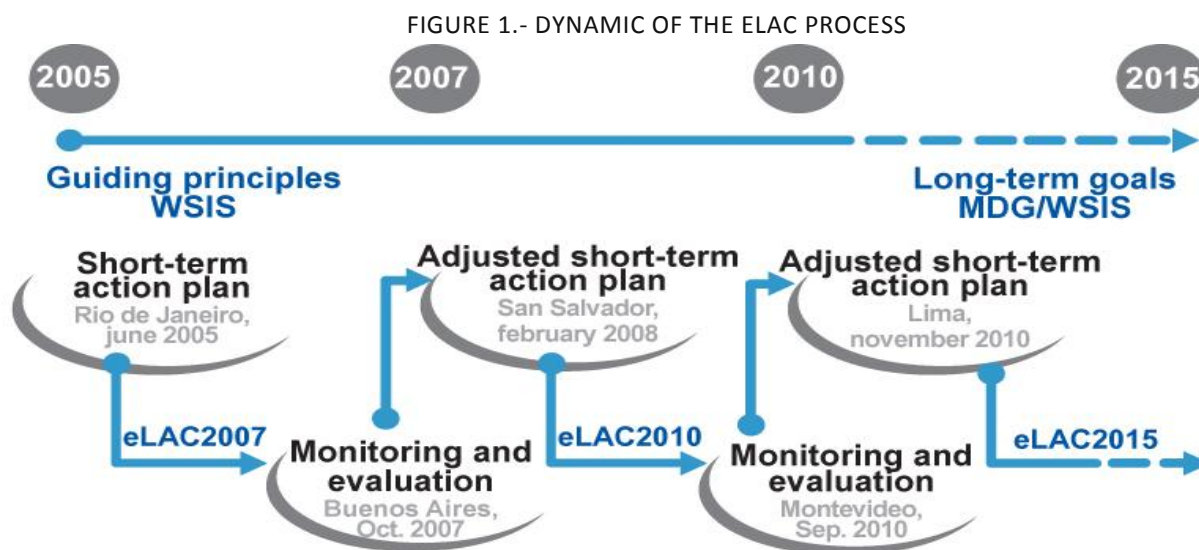 FIGURE 1.- DYNAMIC OF THE ELAC PROCESS
2005
2007
2010
2015
Guiding principles
WSIS
Long-term goals
MDG/WSIS
Short-term
action plan
Rio de Janeiro,
june 2005
Adjusted short-term
action plan
San Salvador,
february 2008
Adjusted short-term
action plan
Lima,
november 2010
eLAC2007
eLAC2010
eLAC2015
Monitoring and
evaluation
Buenos Aires,
Oct. 2007
Monitoring and
evaluation
Montevideo,
Sep. 2010